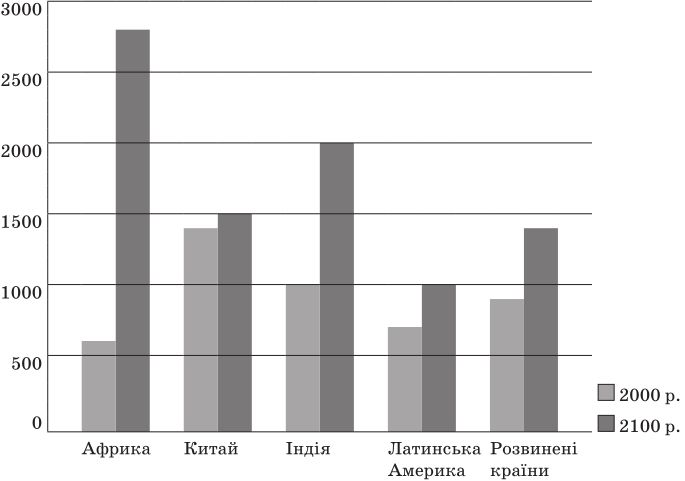 3000
2500
2000
1500
1000
500
0
Африка
Китай
Індія
Латинська
Америка
Розвинені
країни
2000 р.
2100 р.